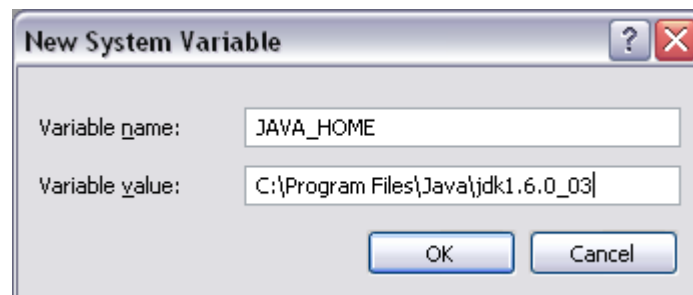 New System Variable
?
Variable name: JAVA_HOME
Variable value: C:\Program Files\Java\jdk1.6.0_03
OK Cancel